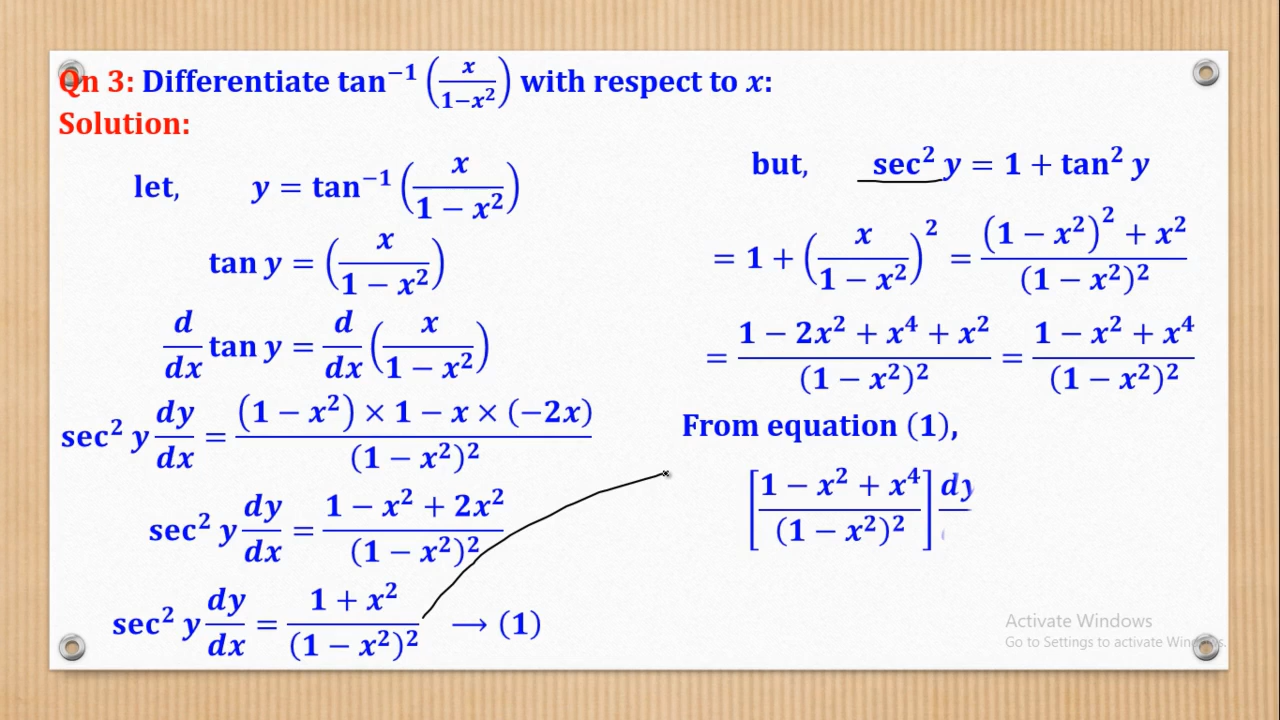 Qn 3: Differentiate tan⁻¹ (x/(1−x²)) with respect to x:
Solution:
let, y = tan⁻¹ (x/(1 − x²))
tan y = (x/(1 − x²))
d/dx tan y = d/dx (x/(1 − x²))
sec² y dy/dx = ((1 − x²) × 1 − x × (−2x))/(1 − x²)²
sec² y dy/dx = (1 − x² + 2x²)/(1 − x²)²
sec² y dy/dx = (1 + x²)/(1 − x²)² → (1)
but, sec² y = 1 + tan² y
= 1 + (x/(1 − x²))² = ((1 − x²)² + x²)/(1 − x²)²
= (1 − 2x² + x⁴ + x²)/(1 − x²)² = (1 − x² + x⁴)/(1 − x²)²
From equation (1),
[(1 − x² + x⁴)/(1 − x²)²] dy
Activate Windows
Go to Settings to activate Windows.